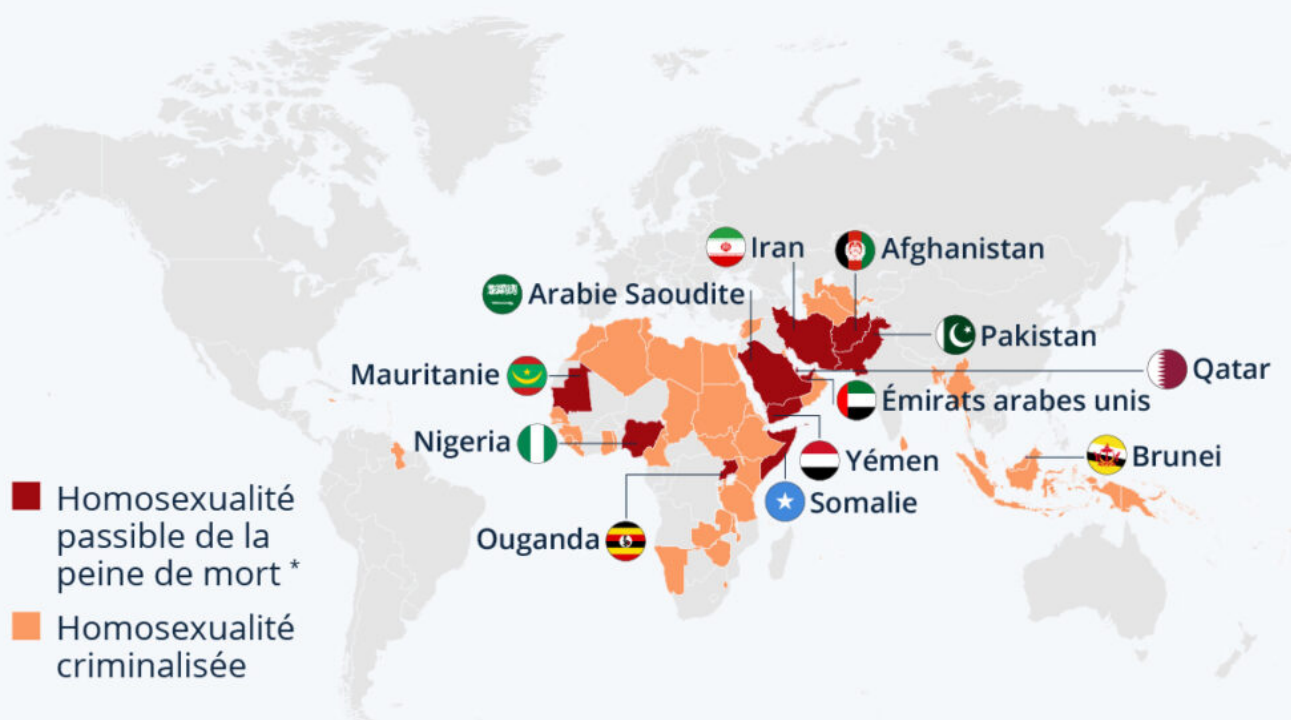 Iran
Afghanistan
Arabie Saoudite
Pakistan
Mauritanie
Qatar
Émirats arabes unis
Nigeria
Yémen
Brunei
Somalie
Ouganda
Homosexualité
passible de la
peine de mort *
Homosexualité
criminalisée